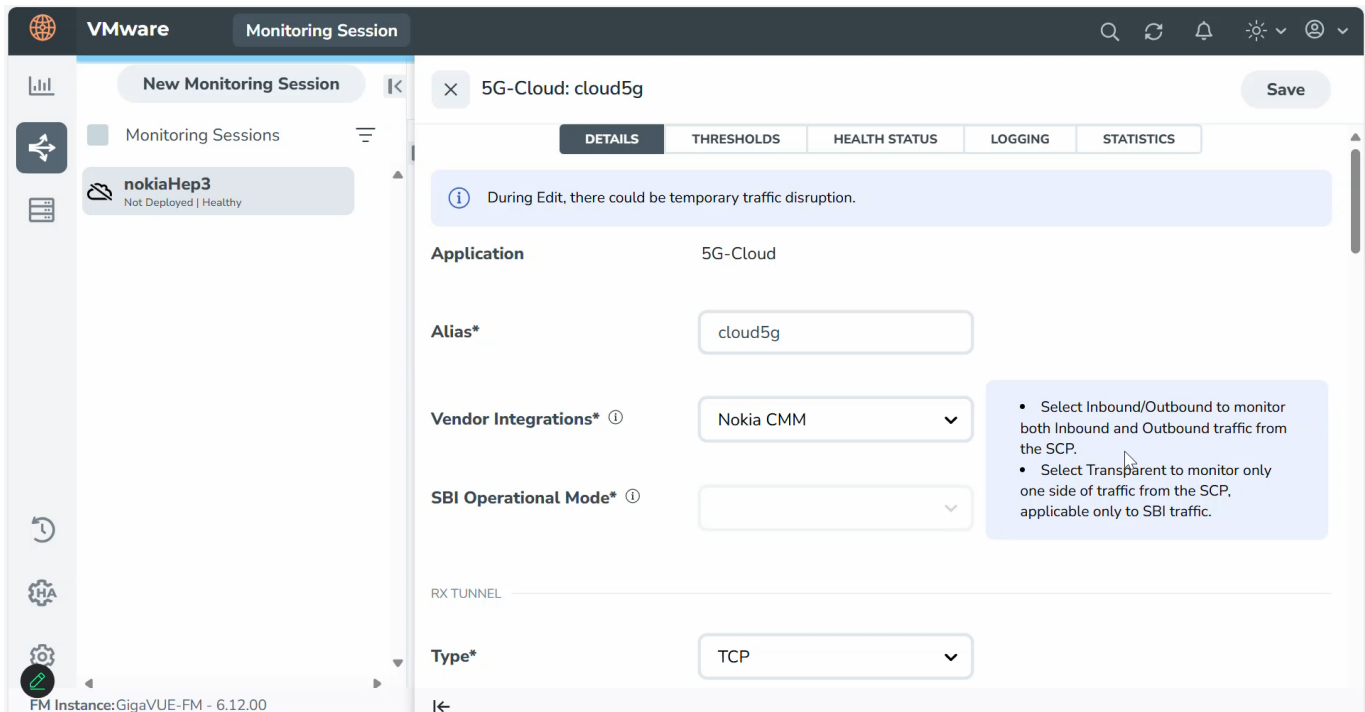 VMware
Monitoring Session
New Monitoring Session
Monitoring Sessions
nokiaHep3
Not Deployed | Healthy
HA
FM Instance:GigaVUE-FM - 6.12.00
5G-Cloud: cloud5g
Save
DETAILS
THRESHOLDS
HEALTH STATUS
LOGGING
STATISTICS
During Edit, there could be temporary traffic disruption.
Application
5G-Cloud
Alias*
cloud5g
Vendor Integrations*
Nokia CMM
SBI Operational Mode*
• Select Inbound/Outbound to monitor
both Inbound and Outbound traffic from
the SCP.
• Select Transparent to monitor only
one side of traffic from the SCP,
applicable only to SBI traffic.
RX TUNNEL
Type*
TCP